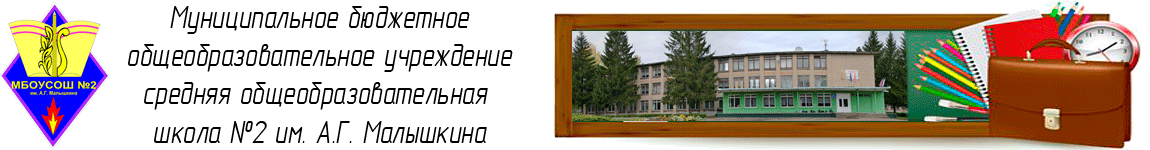 МБОУСОШ №2
им. А.Г. Малышкина
Муниципальное бюджетное
общеобразовательное учреждение
средняя общеобразовательная
школа №2 им. А.Г. Малышкина